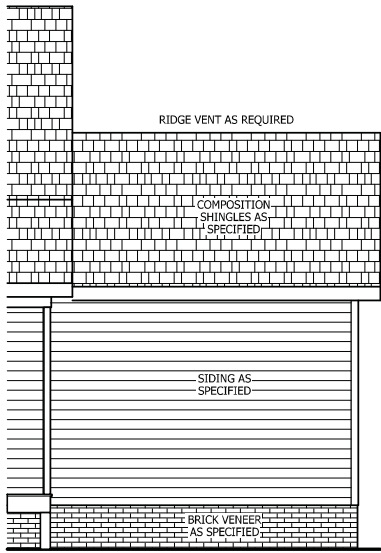 RIDGE VENT AS REQUIRED
COMPOSITION
SHINGLES AS
SPECIFIED
SIDING AS
SPECIFIED
BRICK VENEER
AS SPECIFIED